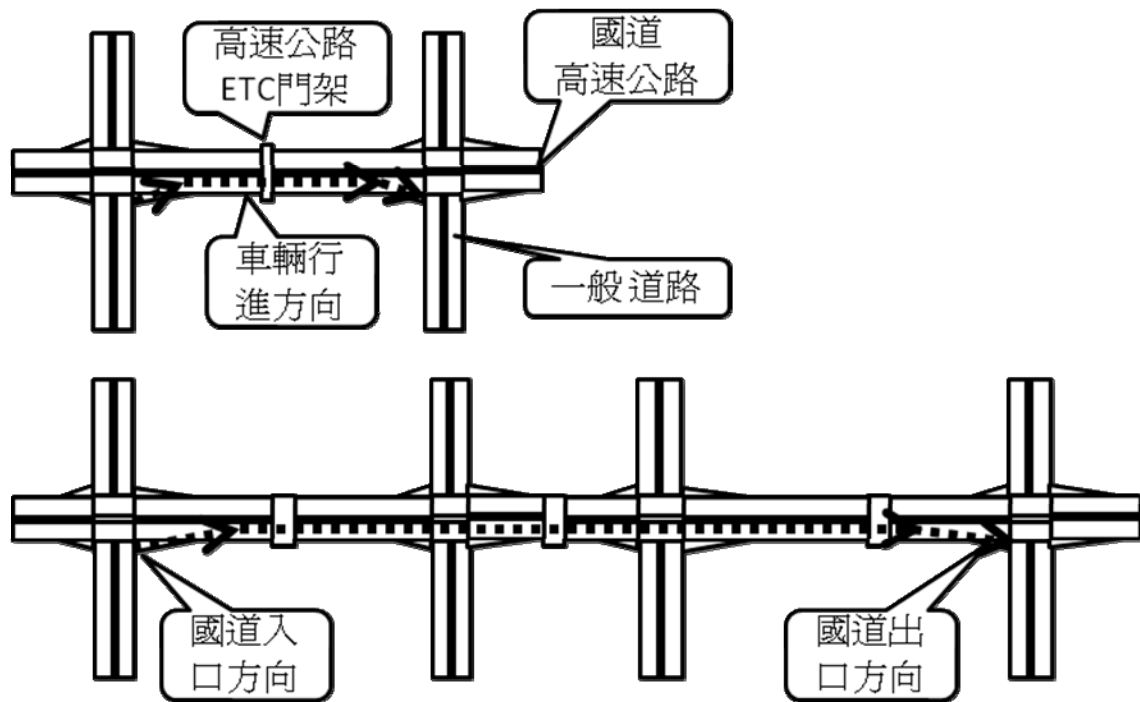 高速公路
ETC門架
國道
高速公路
車輛行
進方向
一般道路
國道入
口方向
國道出
口方向